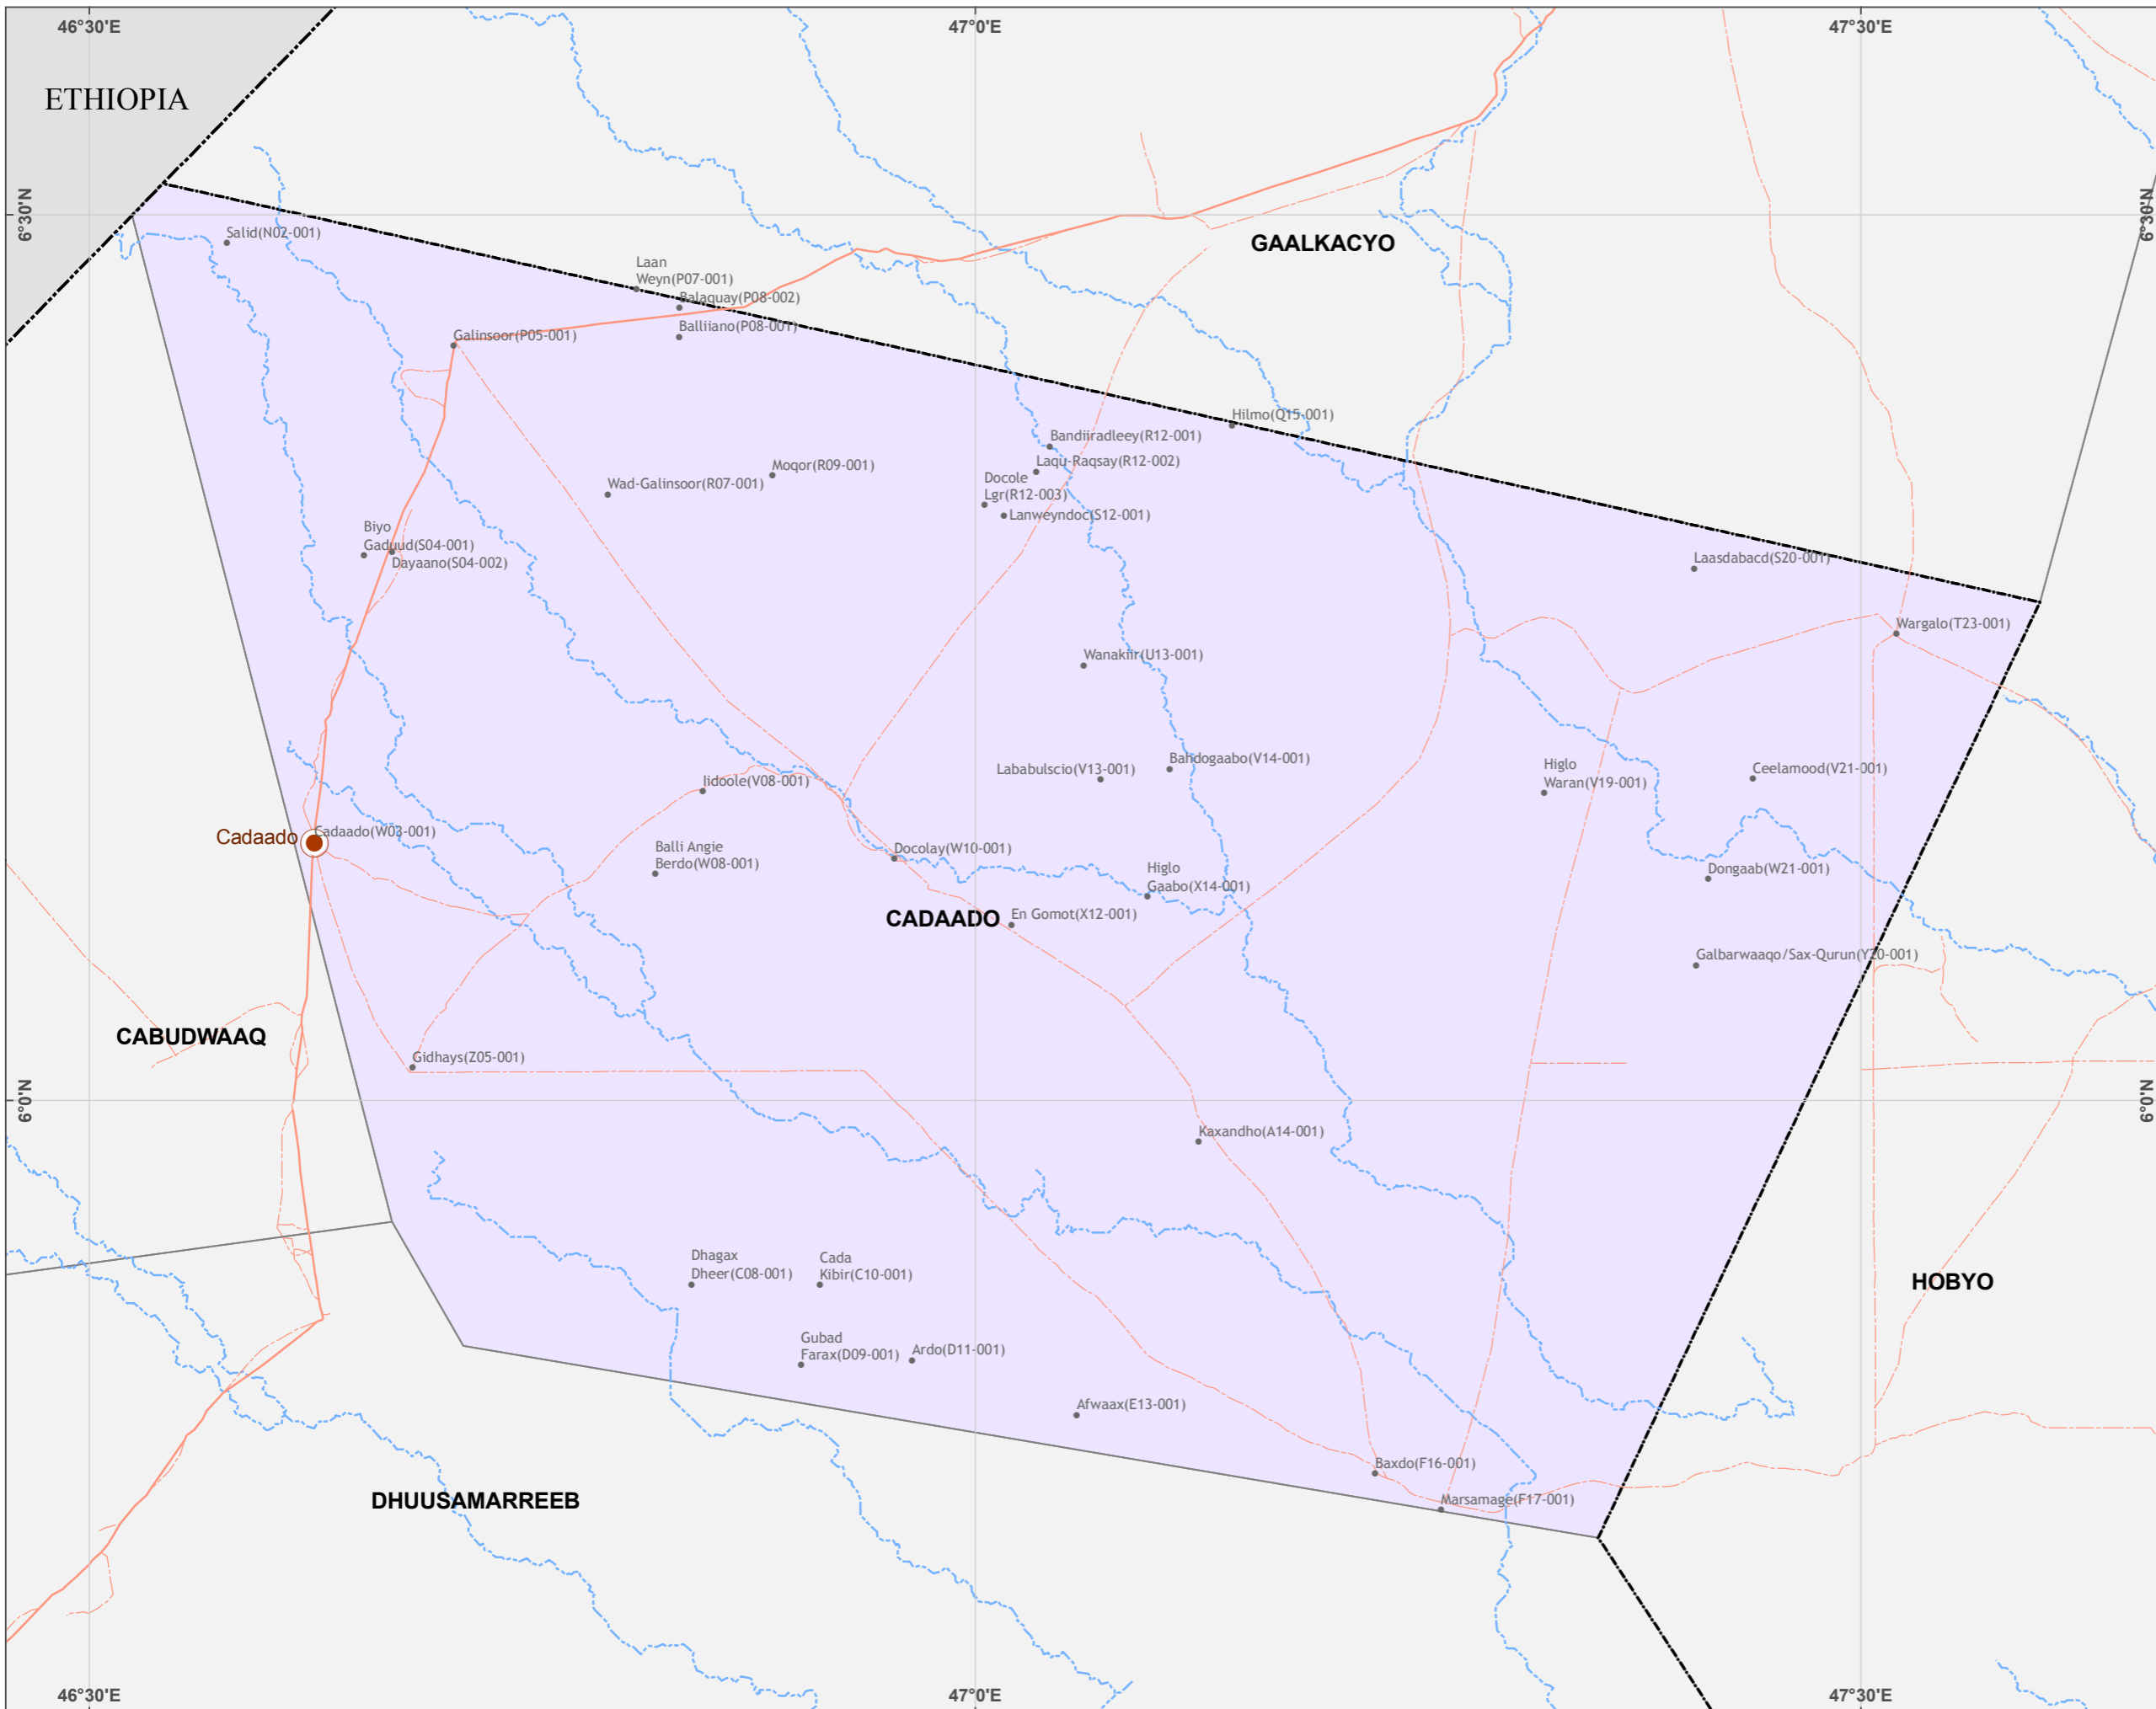 46°30'E
47°0'E
47°30'E
ETHIOPIA
6°30'N
6°30'N
Salid(N02-001)
GAALKACYO
Laan
Weyn(P07-001)
Balaquay(P08-002)
Balliiano(P08-001)
Galinsoor(P05-001)
Hilmo(Q15-001)
Bandiiradleey(R12-001)
Laqu-Raqsay(R12-002)
Moqor(R09-001)
Wad-Galinsoor(R07-001)
Docole
Lgr(R12-003)
Lanweyndoc(S12-001)
Biyo
Gaduud(S04-001)
Dayaano(S04-002)
Laasdabacd(S20-001)
Wargalo(T23-001)
Wanakiir(U13-001)
Bahdogaabo(V14-001)
Lababulscio(V13-001)
Iidoole(V08-001)
Higlo
Waran(V19-001)
Ceelamood(V21-001)
Cadaado
Cadaado(W03-001)
Balli Angie
Berdo(W08-001)
Docolay(W10-001)
Higlo
Gaabo(X14-001)
Dongaab(W21-001)
CADAADO
En Gomot(X12-001)
Galbarwaaqo/Sax-Qurun(Y20-001)
CABUDWAAQ
Gidhays(Z05-001)
6°0'N
6°0'N
Kaxandho(A14-001)
Dhagax
Dheer(C08-001)
Cada
Kibir(C10-001)
HOBYO
Gubad
Farax(D09-001)
Ardo(D11-001)
Afwaax(E13-001)
Baxdo(F16-001)
DHUUSAMARREEB
Marsamage(F17-001)
46°30'E
47°0'E
47°30'E